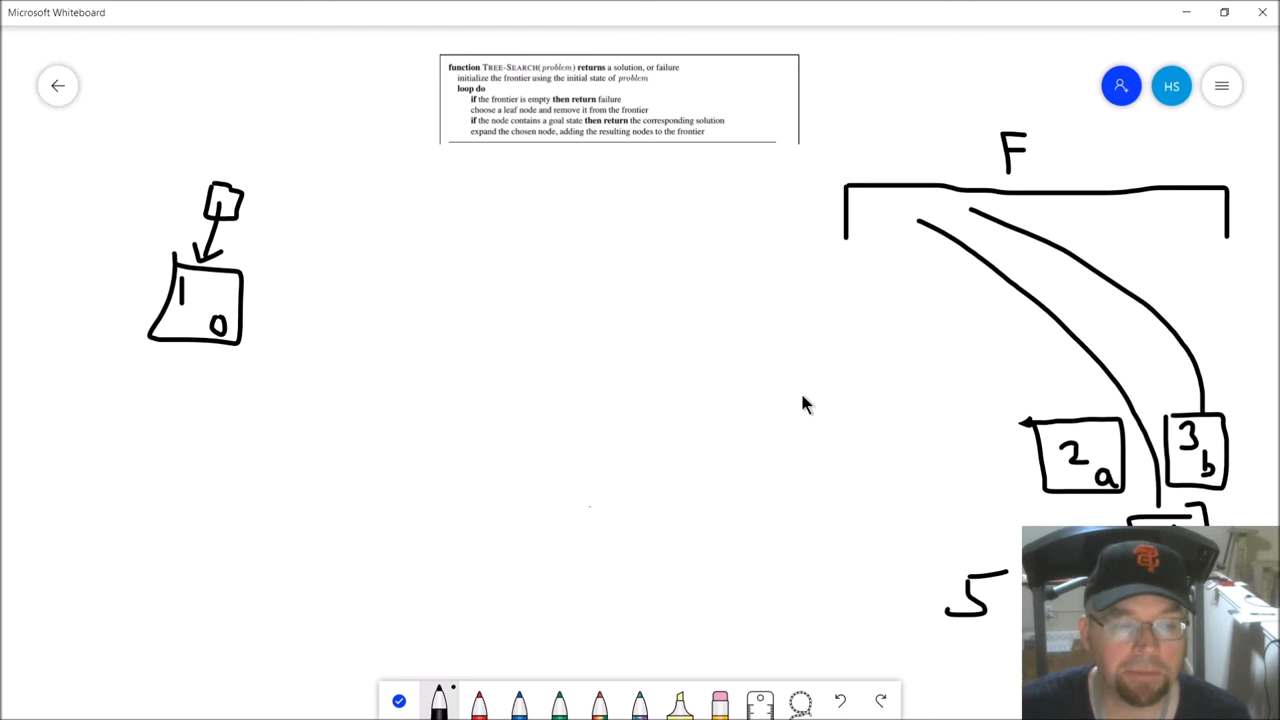 Microsoft Whiteboard
function TREE-SEARCH(problem) returns a solution, or failure
initialize the frontier using the initial state of problem
loop do
if the frontier is empty then return failure
choose a leaf node and remove it from the frontier
if the node contains a goal state then return the corresponding solution
expand the chosen node, adding the resulting nodes to the frontier
HS
F
1
0
2
a
3
b
5